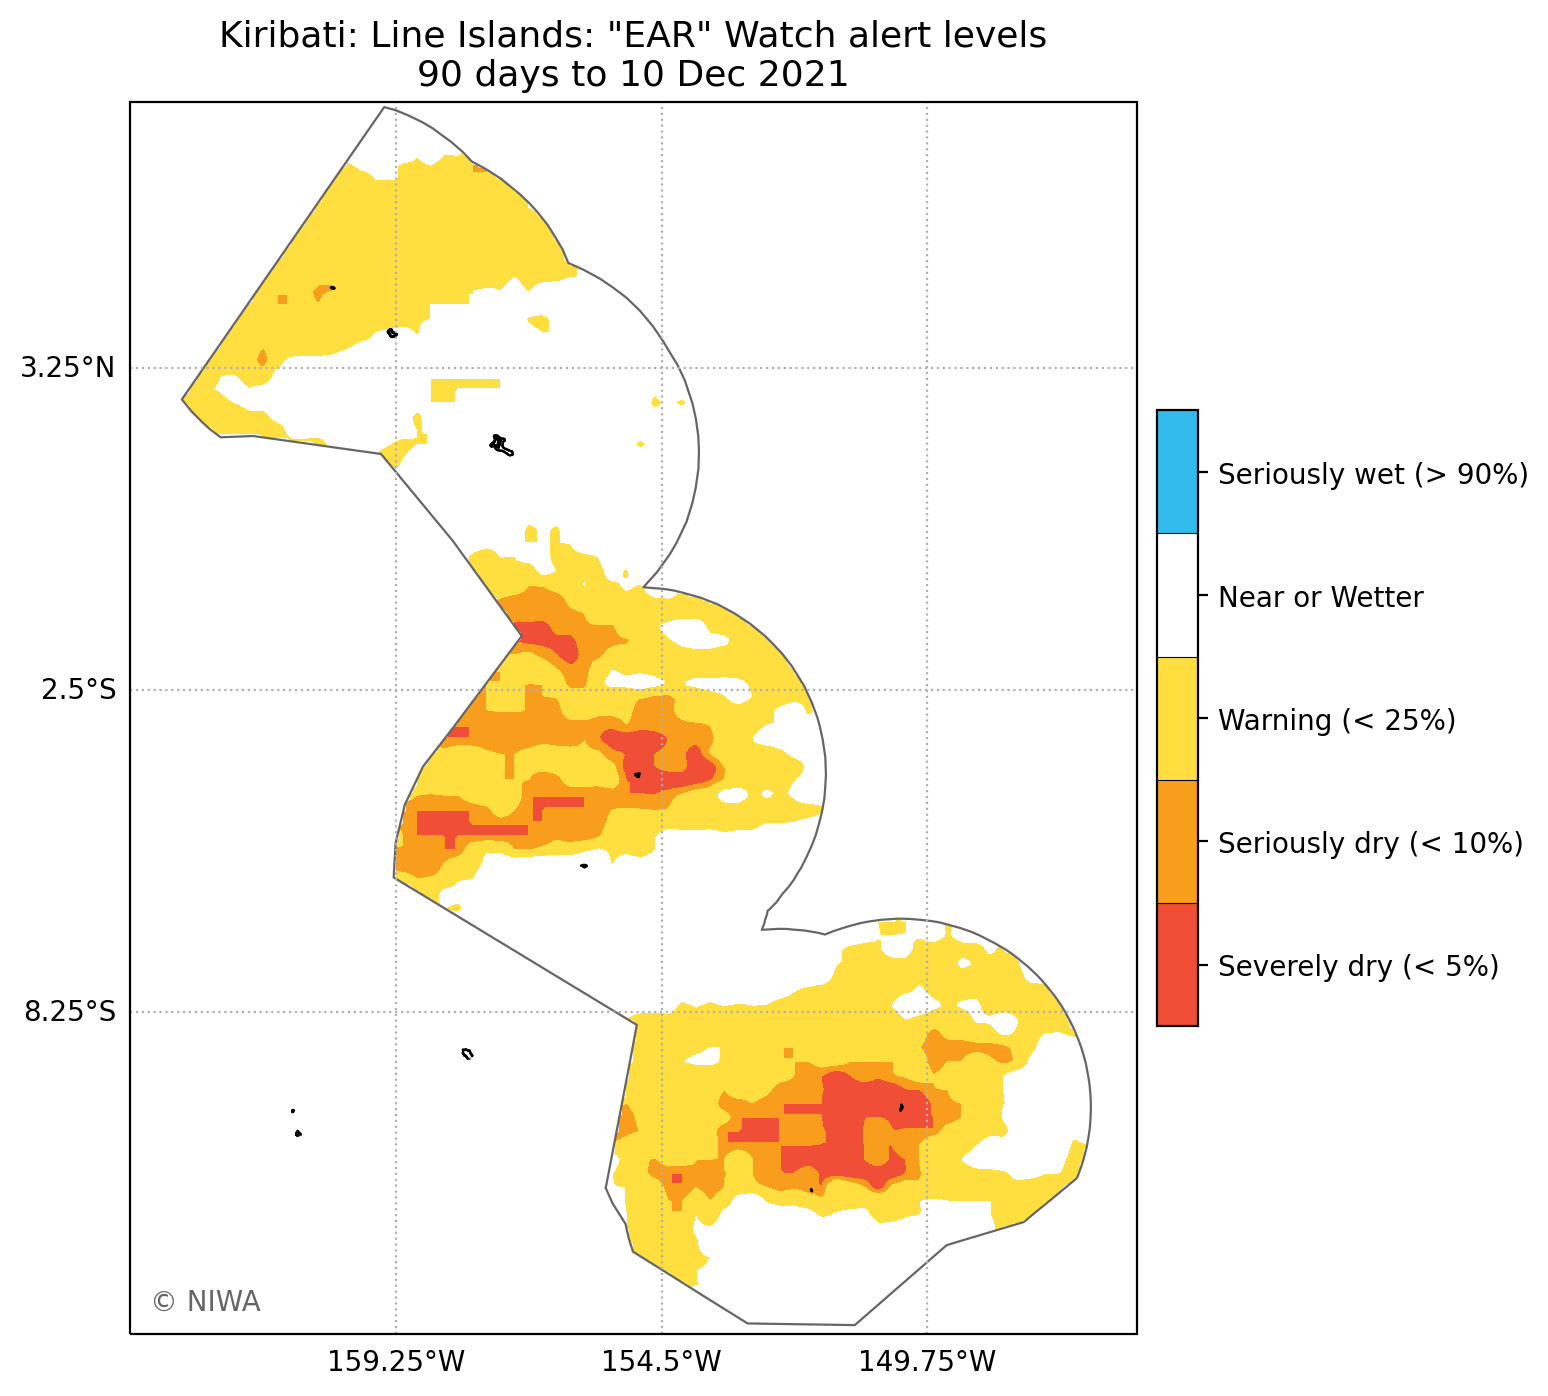 Kiribati: Line Islands: "EAR" Watch alert levels
90 days to 10 Dec 2021
3.25°N
2.5°S
8.25°S
159.25°W
154.5°W
149.75°W
Seriously wet (> 90%)
Near or Wetter
Warning (< 25%)
Seriously dry (< 10%)
Severely dry (< 5%)
© NIWA